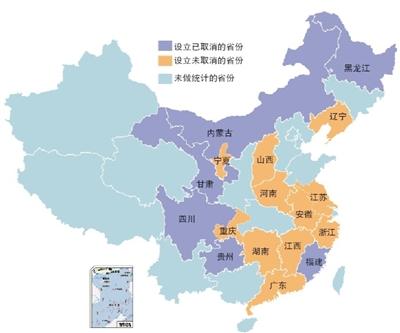 设立已取消的省份
设立未取消的省份
未做统计的省份
黑龙江
辽宁
内蒙古
宁夏
山西
甘肃
河南
江苏
安徽
四川
重庆
浙江
湖南
江西
贵州
福建
广东